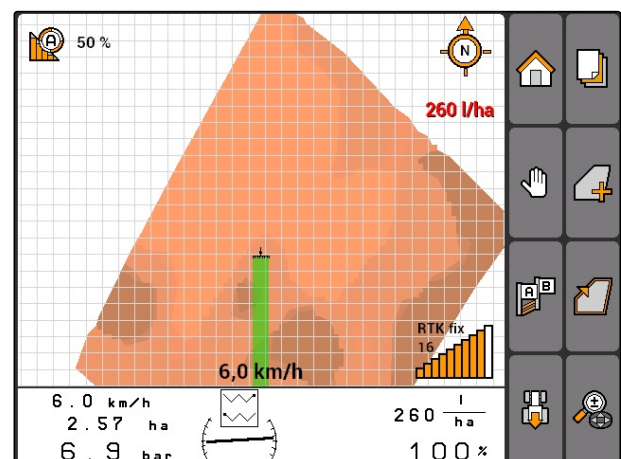 A
50 %
N
260 l/ha
A B
RTK fix
16
6,0 km/h
6.0 km/h
2.57 ha
6.9 bar
260 l/ha
100%